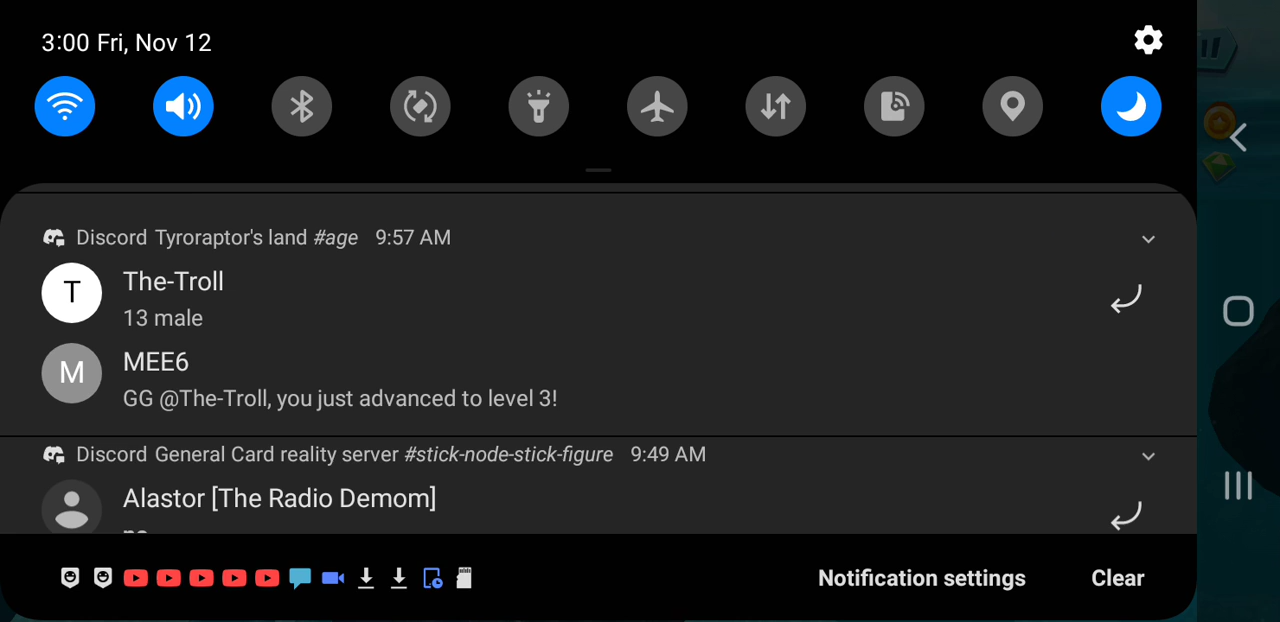 3:00 Fri, Nov 12
Discord Tyroraptor's land #age 9:57 AM
T
The-Troll
13 male
M
MEE6
GG @The-Troll, you just advanced to level 3!
Discord General Card reality server #stick-node-stick-figure 9:49 AM
Alastor [The Radio Demom]
Notification settings
Clear